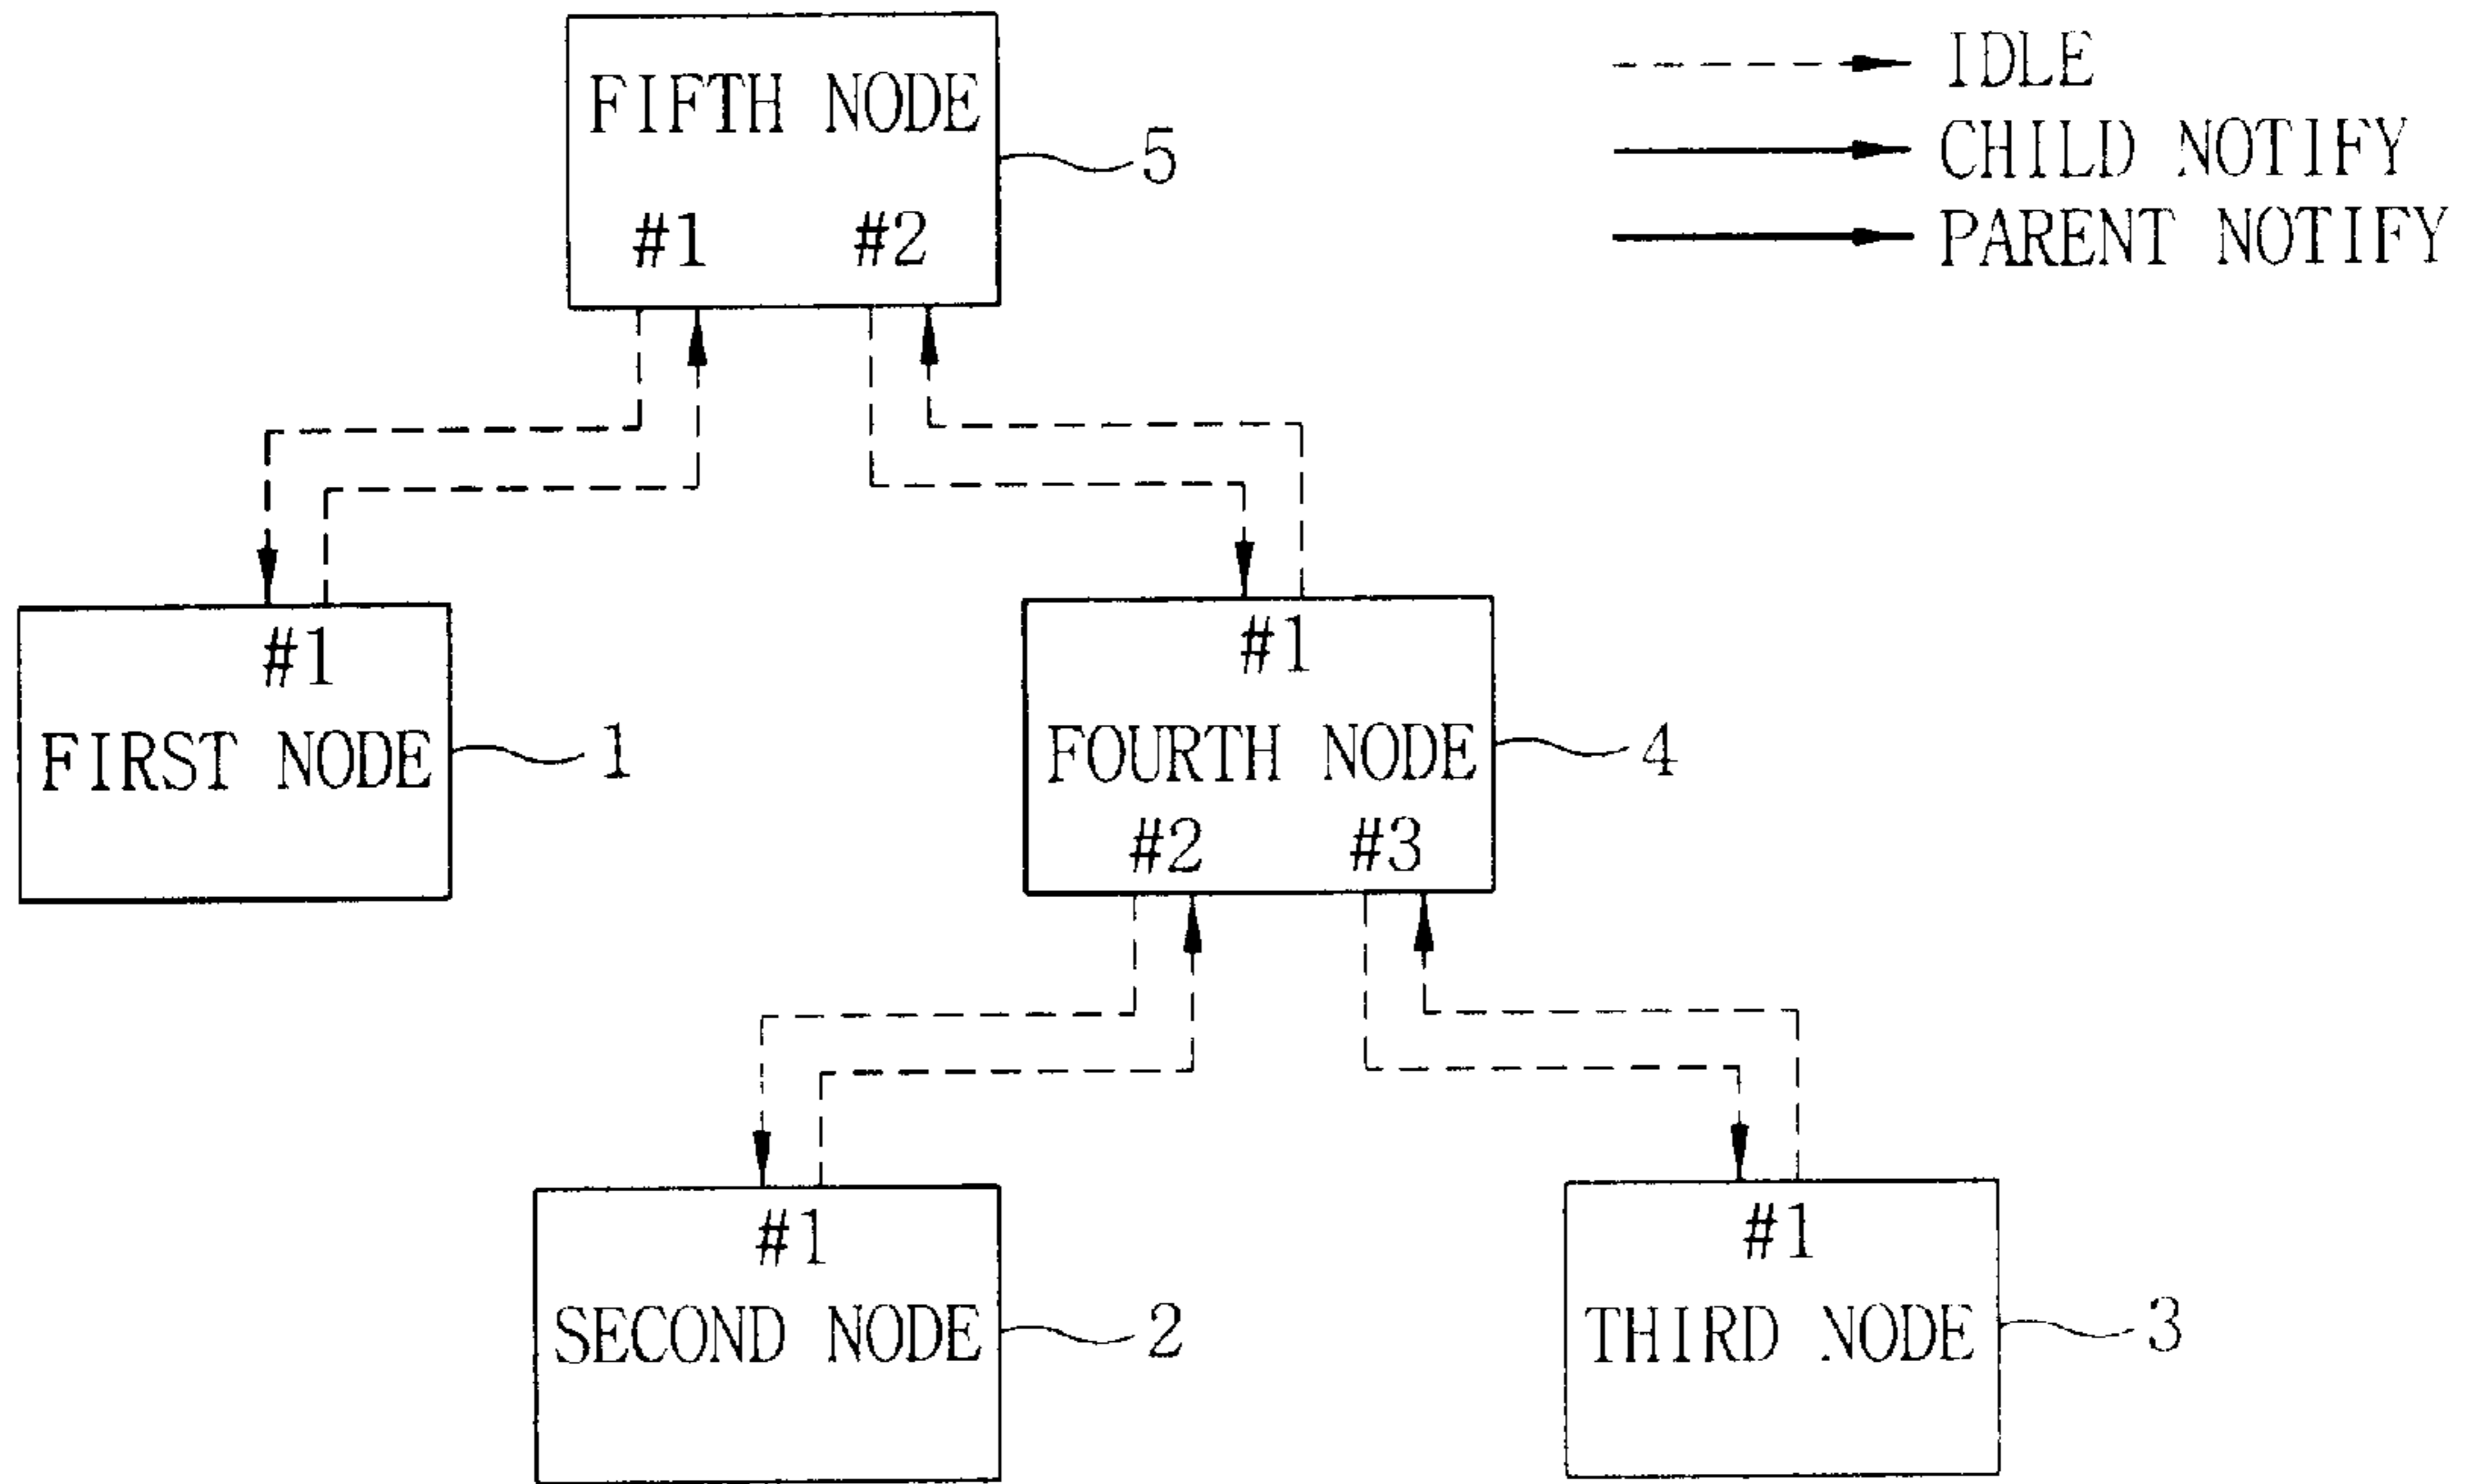 FIFTH NODE
#1 #2
5
IDLE
CHILD NOTIFY
PARENT NOTIFY
#1
FIRST NODE
1
#1
FOURTH NODE
#2 #3
4
#1
SECOND NODE
2
#1
THIRD NODE
3